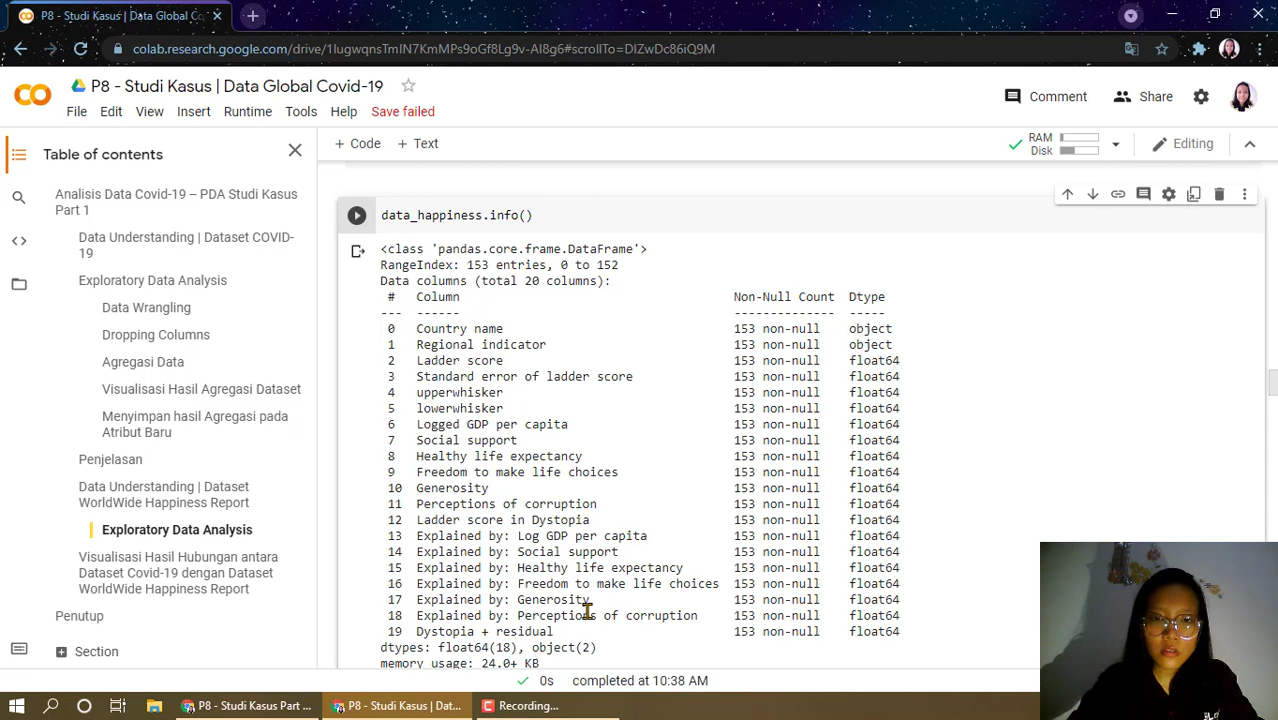 P8 - Studi Kasus | Data Global Co
colab.research.google.com/drive/1lugwqnsTmIN7KmMPs9oGf8Lg9v-AI8g6#scrollTo=DIZwDc86iQ9M
P8 - Studi Kasus | Data Global Covid-19
File Edit View Insert Runtime Tools Help Save failed
Comment Share
Table of contents
+ Code + Text
RAM
Disk
Editing
Analisis Data Covid-19 – PDA Studi Kasus
Part 1
Data Understanding | Dataset COVID-
19
Exploratory Data Analysis
Data Wrangling
Dropping Columns
Agregasi Data
Visualisasi Hasil Agregasi Dataset
Menyimpan hasil Agregasi pada
Atribut Baru
Penjelasan
Data Understanding | Dataset
WorldWide Happiness Report
Exploratory Data Analysis
Visualisasi Hasil Hubungan antara
Dataset Covid-19 dengan Dataset
WorldWide Happiness Report
Penutup
Section
data_happiness.info()
<class 'pandas.core.frame.DataFrame'>
RangeIndex: 153 entries, 0 to 152
Data columns (total 20 columns):
# Column Non-Null Count Dtype
--- ------ -------------- -----
0 Country name 153 non-null object
1 Regional indicator 153 non-null object
2 Ladder score 153 non-null float64
3 Standard error of ladder score 153 non-null float64
4 upperwhisker 153 non-null float64
5 lowerwhisker 153 non-null float64
6 Logged GDP per capita 153 non-null float64
7 Social support 153 non-null float64
8 Healthy life expectancy 153 non-null float64
9 Freedom to make life choices 153 non-null float64
10 Generosity 153 non-null float64
11 Perceptions of corruption 153 non-null float64
12 Ladder score in Dystopia 153 non-null float64
13 Explained by: Log GDP per capita 153 non-null float64
14 Explained by: Social support 153 non-null float64
15 Explained by: Healthy life expectancy 153 non-null float64
16 Explained by: Freedom to make life choices 153 non-null float64
17 Explained by: Generosity 153 non-null float64
18 Explained by: Perceptions of corruption 153 non-null float64
19 Dystopia + residual 153 non-null float64
dtypes: float64(18), object(2)
memory usage: 24.0+ KB
0s completed at 10:38 AM
P8 - Studi Kasus Part ...
P8 - Studi Kasus | Dat...
Recording...